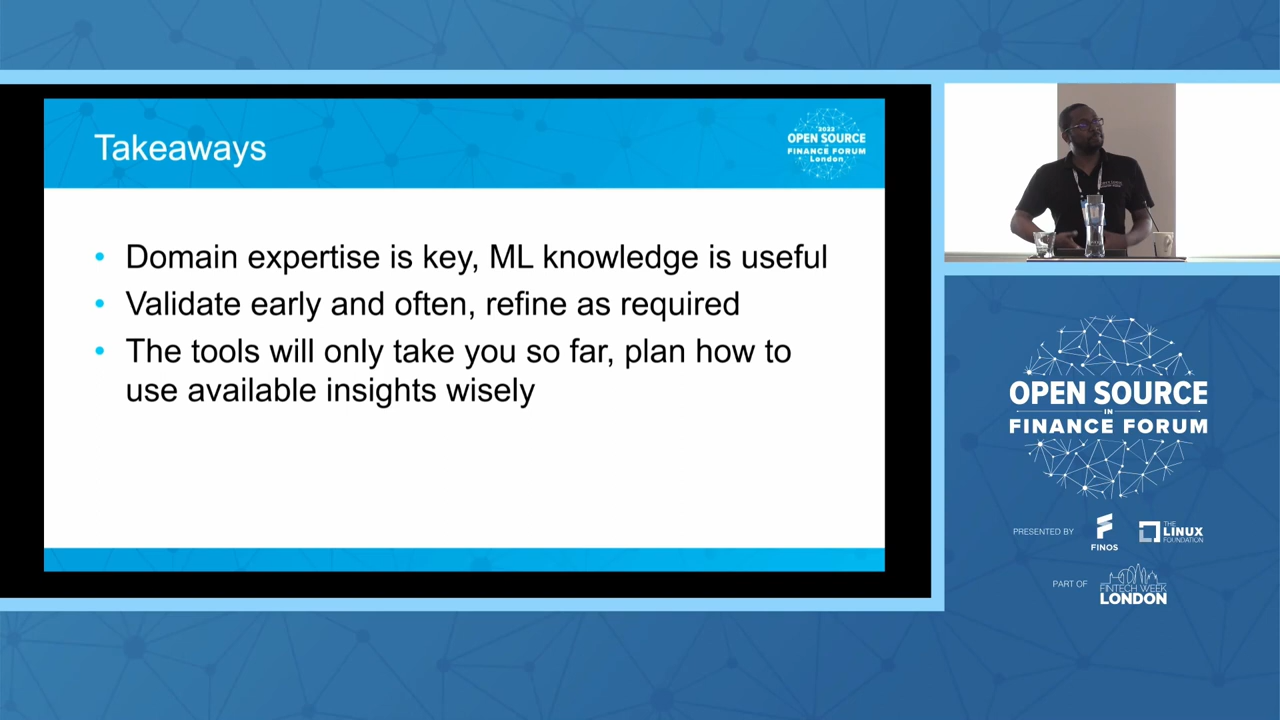 Takeaways
2022
OPEN SOURCE
IN
FINANCE FORUM
London
• Domain expertise is key, ML knowledge is useful
• Validate early and often, refine as required
• The tools will only take you so far, plan how to
use available insights wisely
OPEN SOURCE
IN
FINANCE FORUM
PRESENTED BY
FINOS
THE
LINUX
FOUNDATION
PART OF
FINTECH WEEK
LONDON